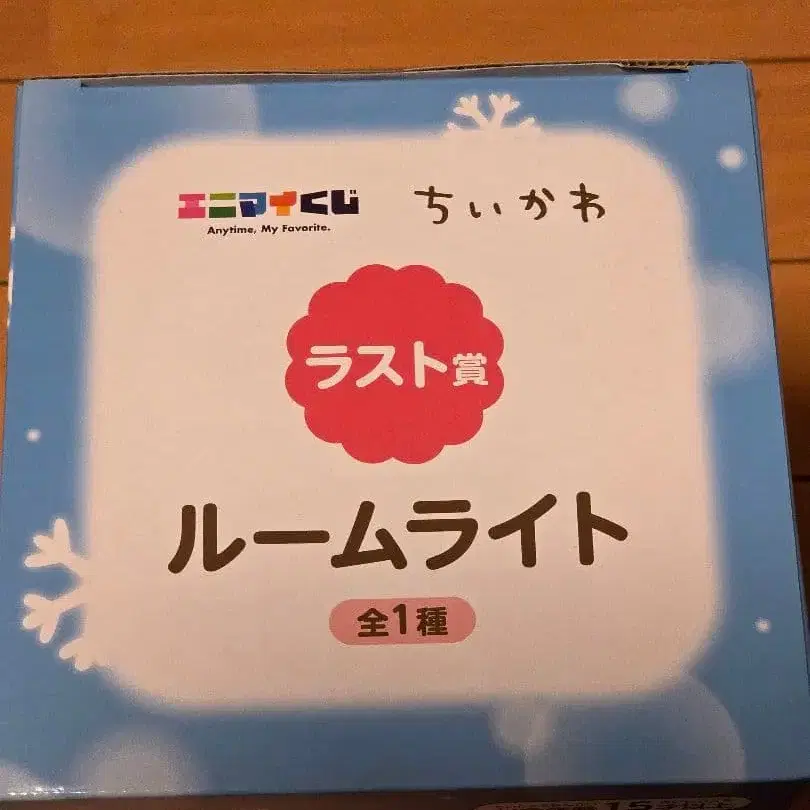 エニマイくじ ちいかわ
Anytime, My Favorite.
ラスト賞
ルームライト
全1種